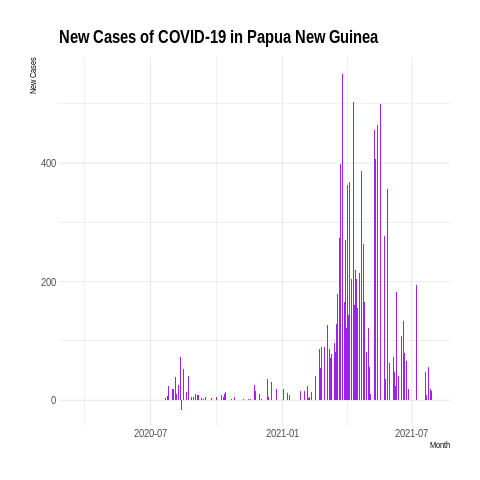 New Cases of COVID-19 in Papua New Guinea
New Cases
400
200
0
2020-07
2021-01
2021-07
Month